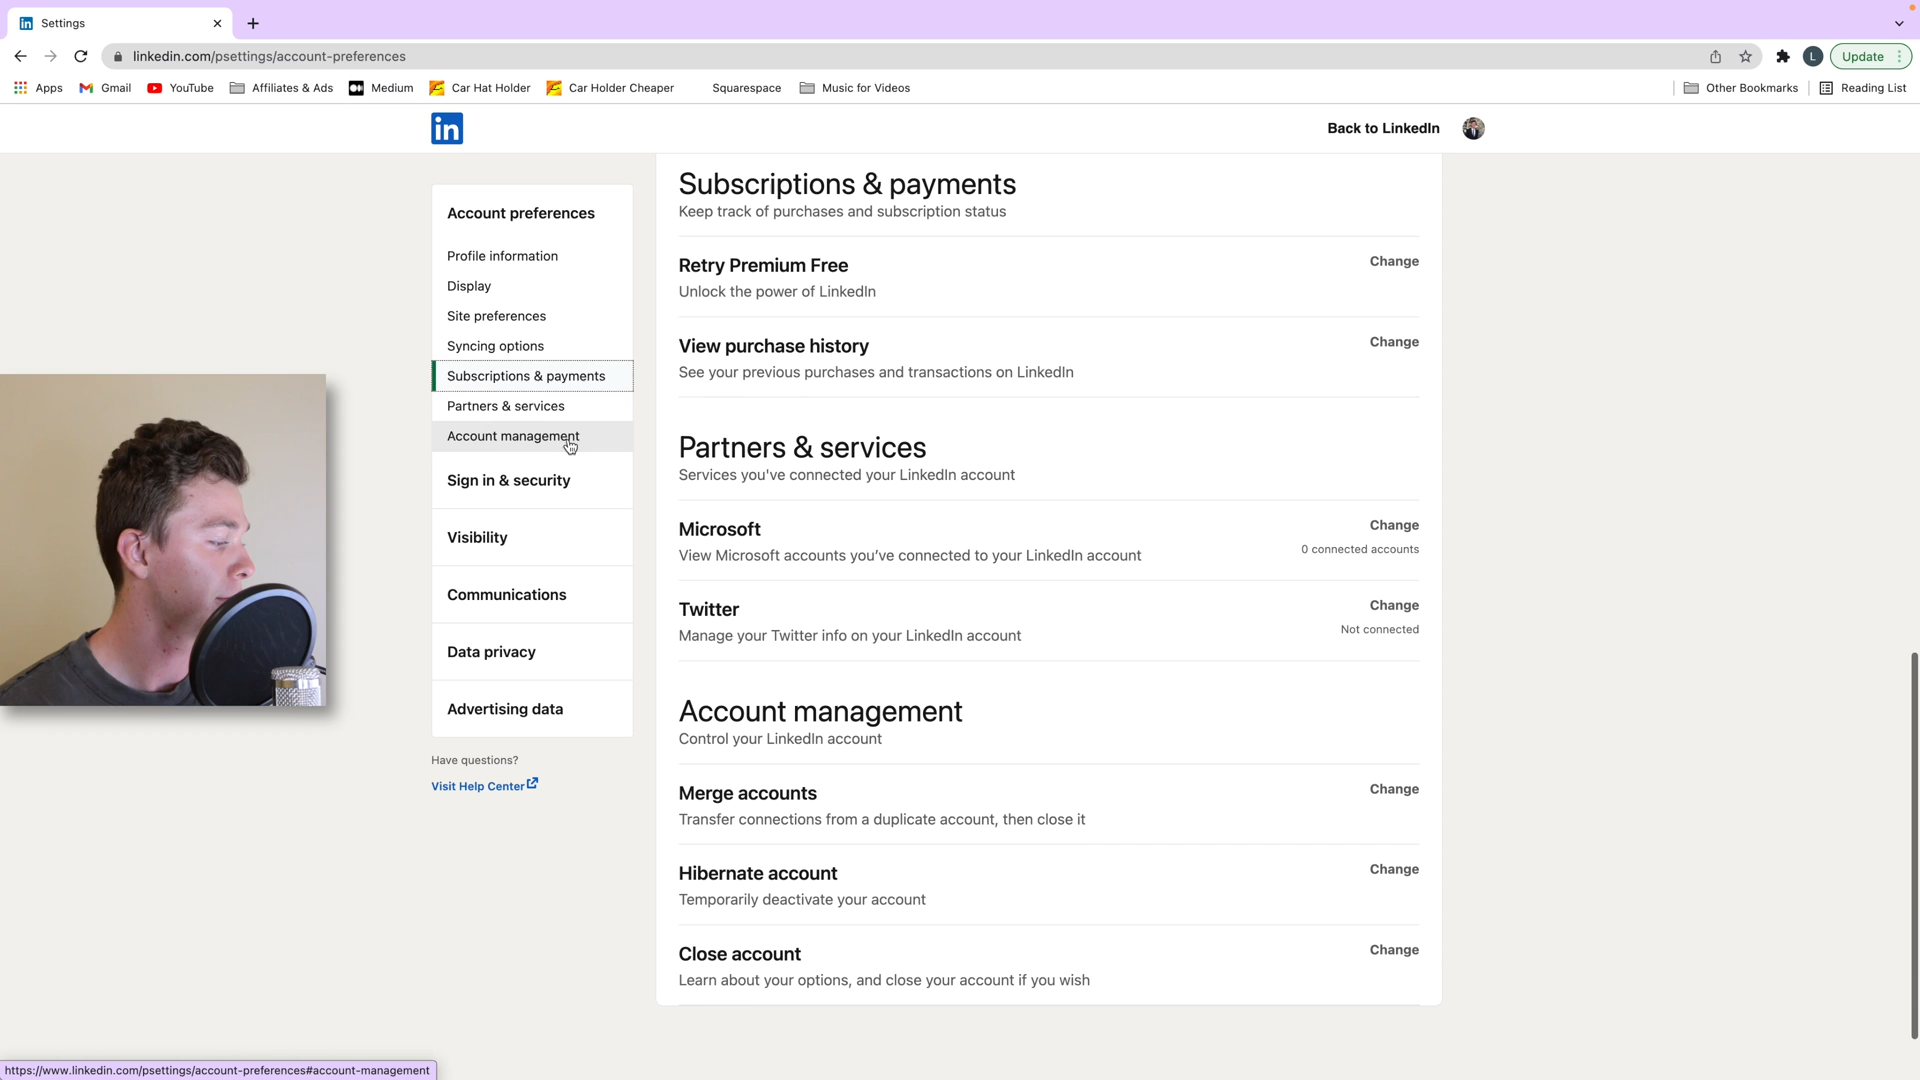 Settings
linkedin.com/psettings/account-preferences
L
Update
Apps
Gmail
YouTube
Affiliates & Ads
Medium
Car Hat Holder
Car Holder Cheaper
Squarespace
Music for Videos
Other Bookmarks
Reading List
in
Back to LinkedIn
Account preferences
Profile information
Display
Site preferences
Syncing options
Subscriptions & payments
Partners & services
Account management
Sign in & security
Visibility
Communications
Data privacy
Advertising data
Have questions?
Visit Help Center
Subscriptions & payments
Keep track of purchases and subscription status
Retry Premium Free
Change
Unlock the power of LinkedIn
View purchase history
Change
See your previous purchases and transactions on LinkedIn
Partners & services
Services you've connected your LinkedIn account
Microsoft
Change
View Microsoft accounts you've connected to your LinkedIn account
0 connected accounts
Twitter
Change
Manage your Twitter info on your LinkedIn account
Not connected
Account management
Control your LinkedIn account
Merge accounts
Change
Transfer connections from a duplicate account, then close it
Hibernate account
Change
Temporarily deactivate your account
Close account
Change
Learn about your options, and close your account if you wish
https://www.linkedin.com/psettings/account-preferences#account-management